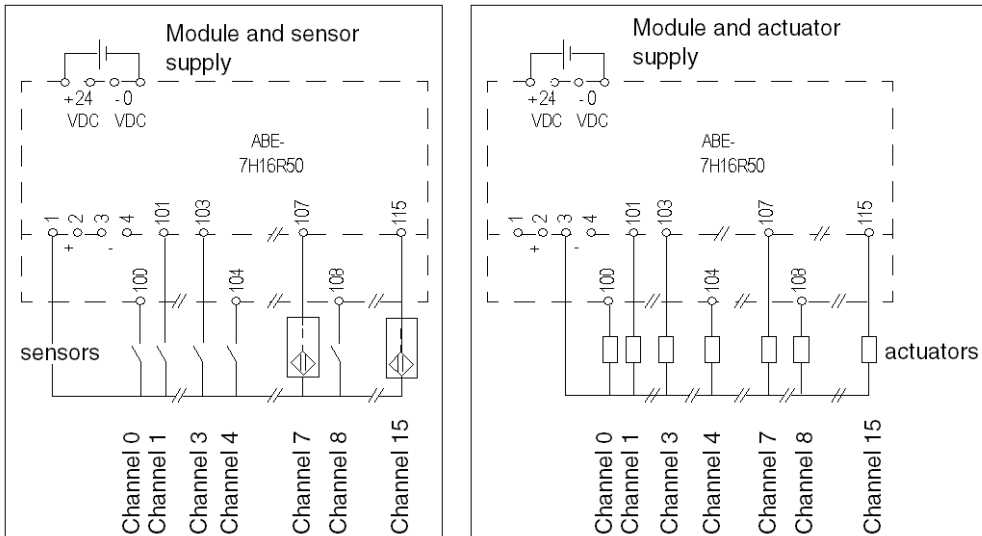 Module and sensor
supply
+24
VDC
-0
VDC
ABE-
7H16R50
1
2
3
4
101
103
107
115
+
-
100
104
108
sensors
Channel 0
Channel 1
Channel 3
Channel 4
Channel 7
Channel 8
Channel 15
Module and actuator
supply
+24
VDC
-0
VDC
ABE-
7H16R50
1
2
3
4
101
103
107
115
+
-
100
104
108
actuators
Channel 0
Channel 1
Channel 3
Channel 4
Channel 7
Channel 8
Channel 15